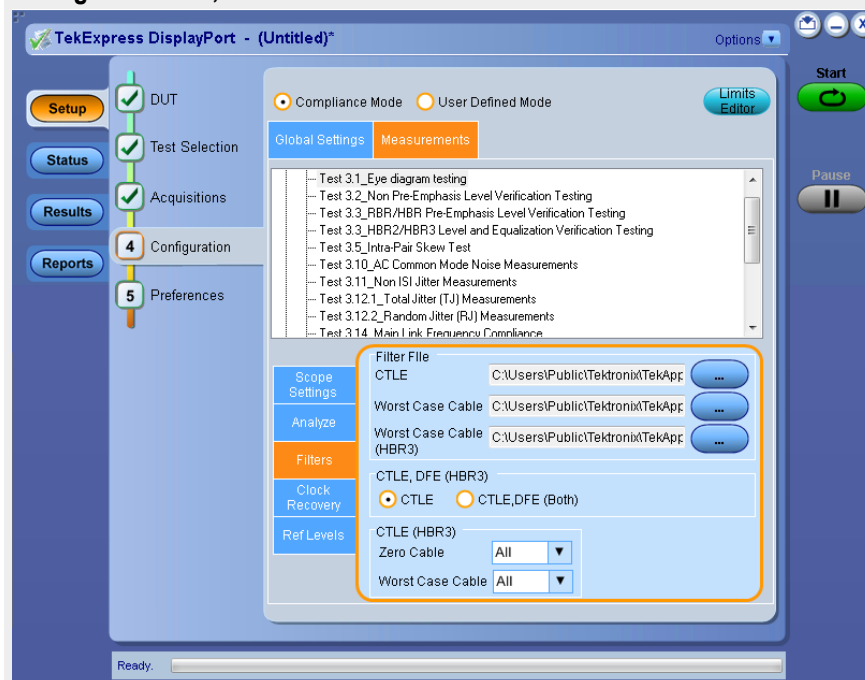 TekExpress DisplayPort - (Untitled)*
Options
Start
Pause
Setup
Status
Results
Reports
DUT
Test Selection
Acquisitions
4 Configuration
5 Preferences
Compliance Mode
User Defined Mode
Limits
Editor
Global Settings
Measurements
Test 3.1_Eye diagram testing
Test 3.2_Non Pre-Emphasis Level Verification Testing
Test 3.3_RBR/HBR Pre-Emphasis Level Verification Testing
Test 3.3_HBR2/HBR3 Level and Equalization Verification Testing
Test 3.5_Intra-Pair Skew Test
Test 3.10_AC Common Mode Noise Measurements
Test 3.11_Non ISI Jitter Measurements
Test 3.12.1_Total Jitter (TJ) Measurements
Test 3.12.2_Random Jitter (RJ) Measurements
Test 3.14_Main Link Frequency Compliance
Scope
Settings
Analyze
Filters
Clock
Recovery
Ref Levels
Filter File
CTLE C:\Users\Public\Tektronix\TekApp ...
Worst Case Cable C:\Users\Public\Tektronix\TekApp ...
Worst Case Cable
(HBR3) C:\Users\Public\Tektronix\TekApp ...
CTLE, DFE (HBR3)
CTLE
CTLE,DFE (Both)
CTLE (HBR3)
Zero Cable All
Worst Case Cable All
Ready.